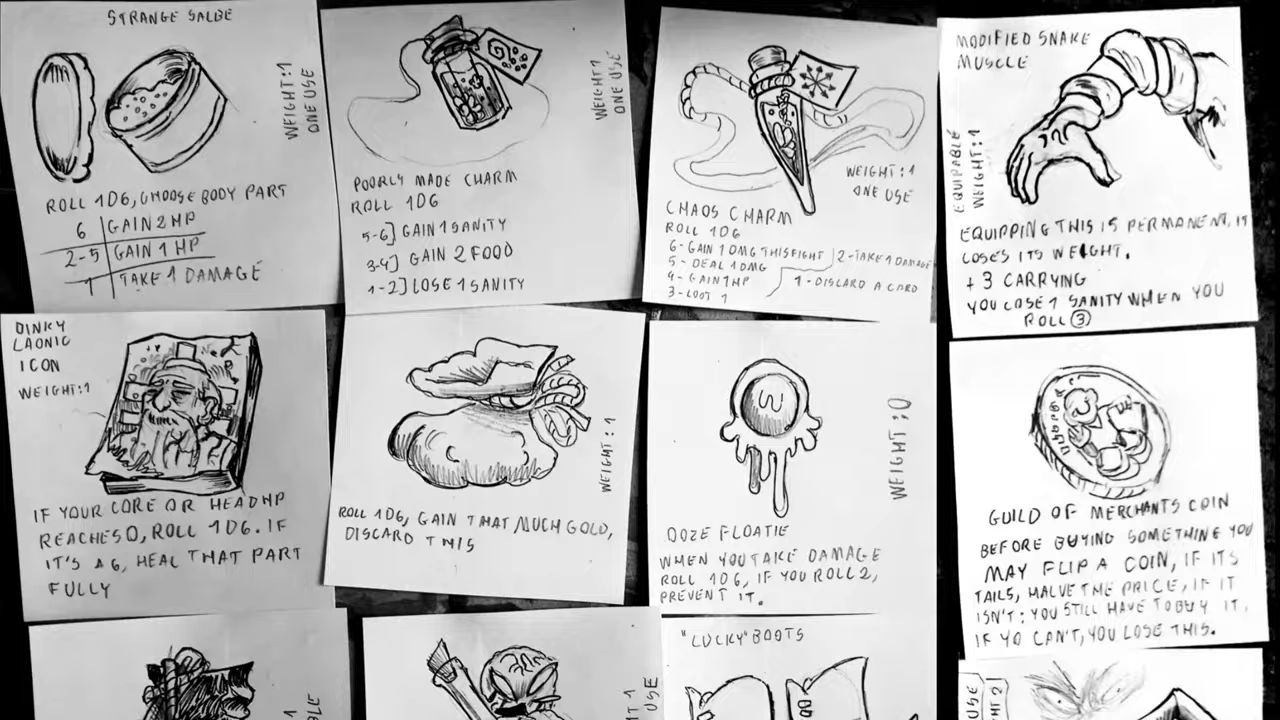 STRANGE SALBE
WEIGHT:1
ONE USE
ROLL 1D6, CHOOSE BODY PART
6 GAIN 2 HP
2-5 GAIN 1 HP
1 TAKE 1 DAMAGE
WEIGHT 1
ONE USE
POORLY MADE CHARM
ROLL 1D6
5-6] GAIN 1 SANITY
3-4] GAIN 2 FOOD
1-2] LOSE 1 SANITY
WEIGHT:1
ONE USE
CHAOS CHARM
ROLL 1D6
6- GAIN 1 DMG THIS FIGHT
5- DEAL 1 DMG
4- GAIN 1 HP
3- LOOT 1
2- TAKE 1 DAMAGE
1- DISCARD A CARD
MODIFIED SNAKE
MUSCLE
EQUIPABLE
WEIGHT:1
EQUIPPING THIS IS PERMANENT, IT
LOSES ITS WEIGHT.
+3 CARRYING
YOU LOSE 1 SANITY WHEN YOU
ROLL 3
DINKY
LAONIC
ICON
WEIGHT:1
IF YOUR CORE OR HEAD HP
REACHES 0, ROLL 1D6. IF
IT'S A 6, HEAL THAT PART
FULLY
WEIGHT:1
ROLL 1D6, GAIN THAT MUCH GOLD,
DISCARD THIS
WEIGHT:0
OOZE FLOATIE
WHEN YOU TAKE DAMAGE
ROLL 1D6, IF YOU ROLL 2,
PREVENT IT.
GUILD OF MERCHANTS COIN
BEFORE BUYING SOMETHING YOU
MAY FLIP A COIN, IF ITS
TAILS, HALVE THE PRICE, IF IT
ISN'T: YOU STILL HAVE TO BUY IT.
IF YO CAN'T, YOU LOSE THIS.
"LUCKY" BOOTS